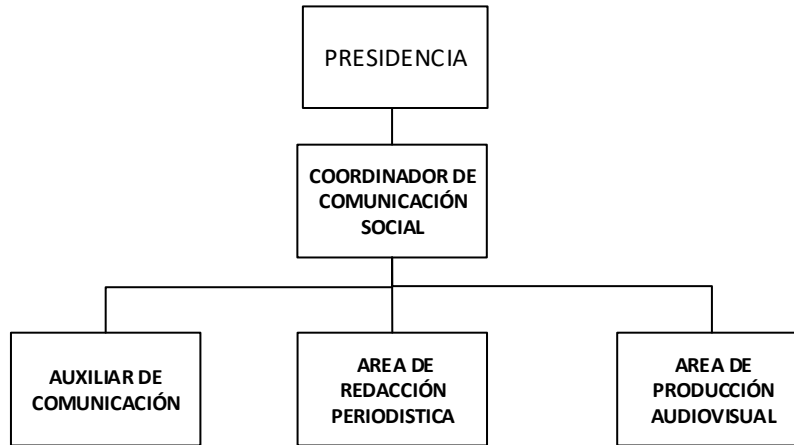 PRESIDENCIA
COORDINADOR DE
COMUNICACIÓN
SOCIAL
AUXILIAR DE
COMUNICACIÓN
AREA DE
REDACCIÓN
PERIODISTICA
AREA DE
PRODUCCIÓN
AUDIOVISUAL